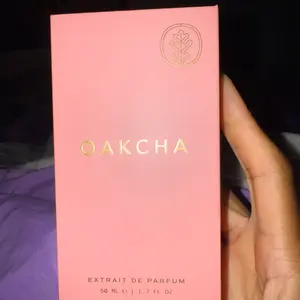 OAKCHA
EXTRAIT DE PARFUM
50 ML ℮ | 1.7 FL OZ